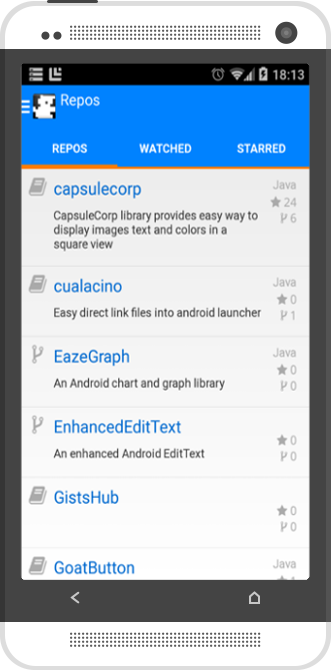 18:13
Repos
REPOS WATCHED STARRED
capsulecorp Java
24
CapsuleCorp library provides easy way to
display images text and colors in a
square view
6
cualacino Java
0
Easy direct link files into android launcher
1
EazeGraph Java
0
An Android chart and graph library
0
EnhancedEditText
0
An enhanced Android EditText
0
GistsHub
0
0
GoatButton Java